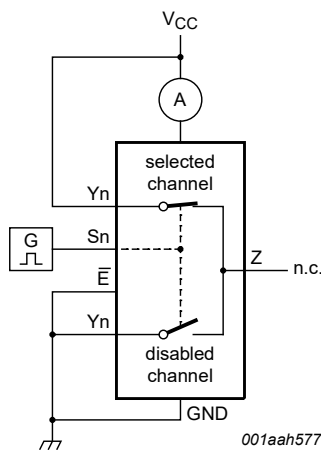 VCC
A
selected
channel
Yn
G
Sn
E̅
Z
n.c.
Yn
disabled
channel
GND
001aah577